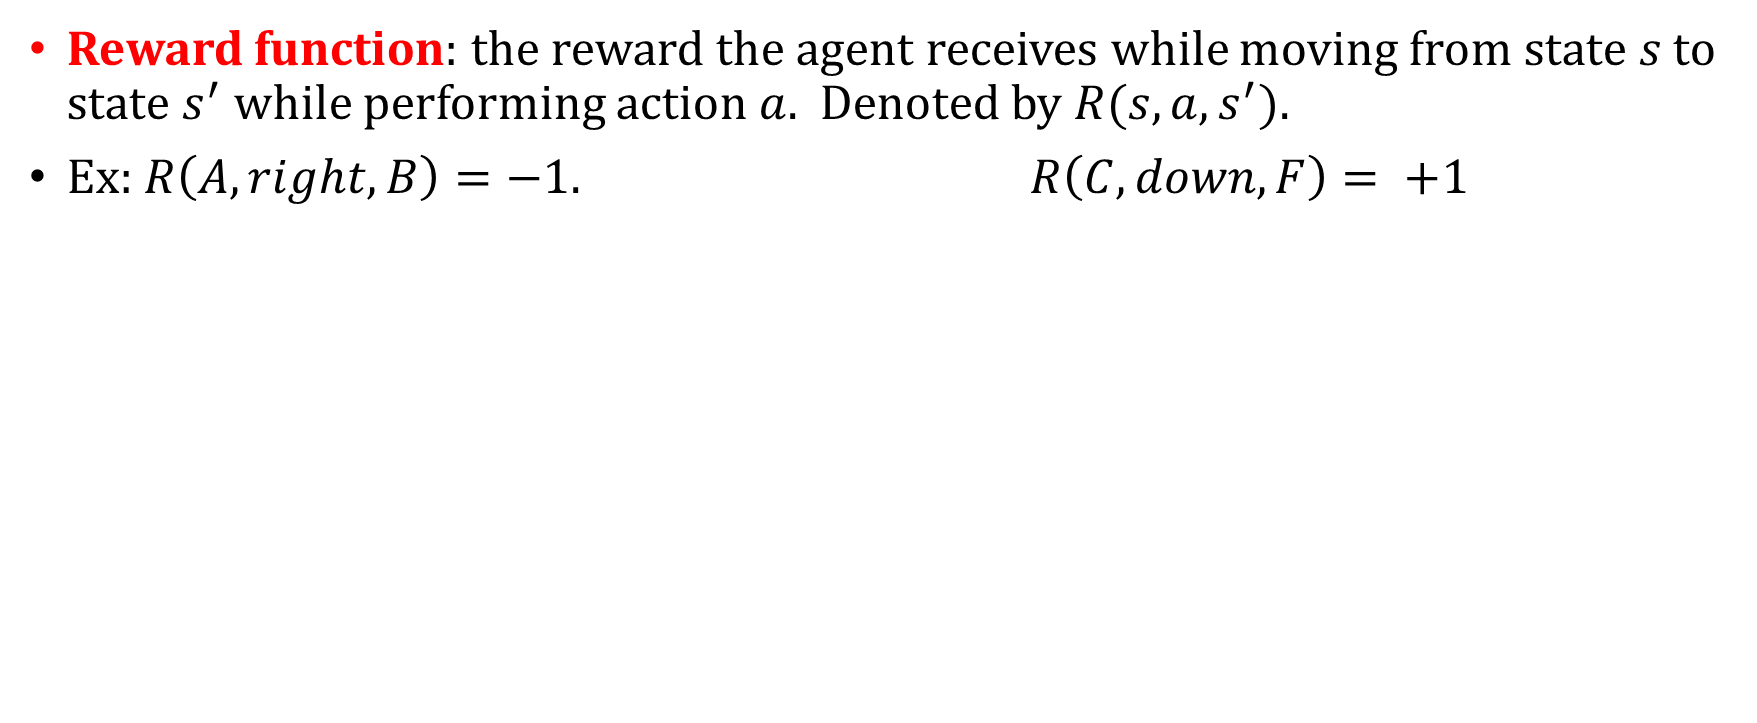 • Reward function: the reward the agent receives while moving from state s to
state s′ while performing action a. Denoted by R(s, a, s′).
• Ex: R(A, right, B) = −1. R(C, down, F) = +1